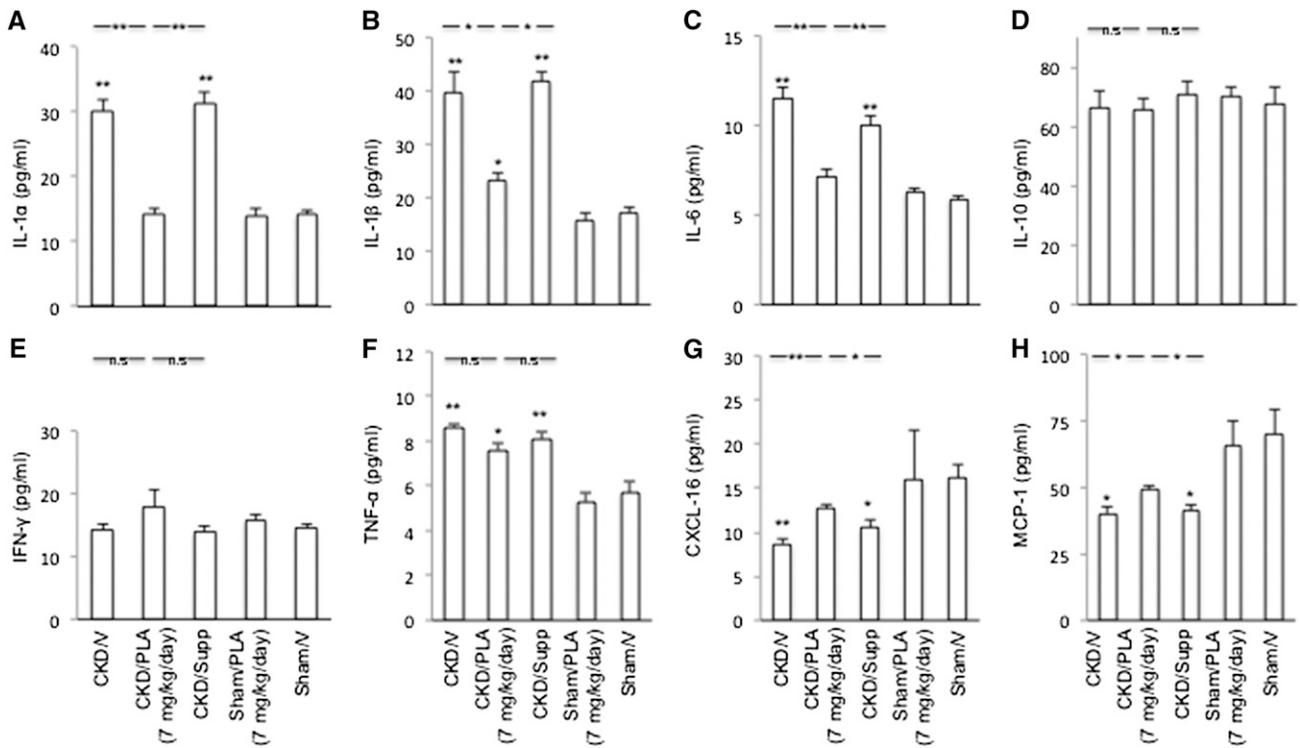 A
** **
IL-1α (pg/ml)
40
30
20
10
0
** **
B
* *
IL-1β (pg/ml)
50
40
30
20
10
0
** * **
C
** **
IL-6 (pg/ml)
15
10
5
0
** **
D
n.s n.s
IL-10 (pg/ml)
80
60
40
20
0
E
n.s n.s
IFN-γ (pg/ml)
30
20
10
0
CKD/V
CKD/PLA
(7 mg/kg/day)
CKD/Supp
Sham/PLA
(7 mg/kg/day)
Sham/V
F
n.s n.s
TNF-α (pg/ml)
12
10
8
6
4
2
0
** * **
CKD/V
CKD/PLA
(7 mg/kg/day)
CKD/Supp
Sham/PLA
(7 mg/kg/day)
Sham/V
G
** *
CXCL-16 (pg/ml)
30
25
20
15
10
5
0
** *
CKD/V
CKD/PLA
(7 mg/kg/day)
CKD/Supp
Sham/PLA
(7 mg/kg/day)
Sham/V
H
* *
MCP-1 (pg/ml)
100
75
50
25
0
* *
CKD/V
CKD/PLA
(7 mg/kg/day)
CKD/Supp
Sham/PLA
(7 mg/kg/day)
Sham/V